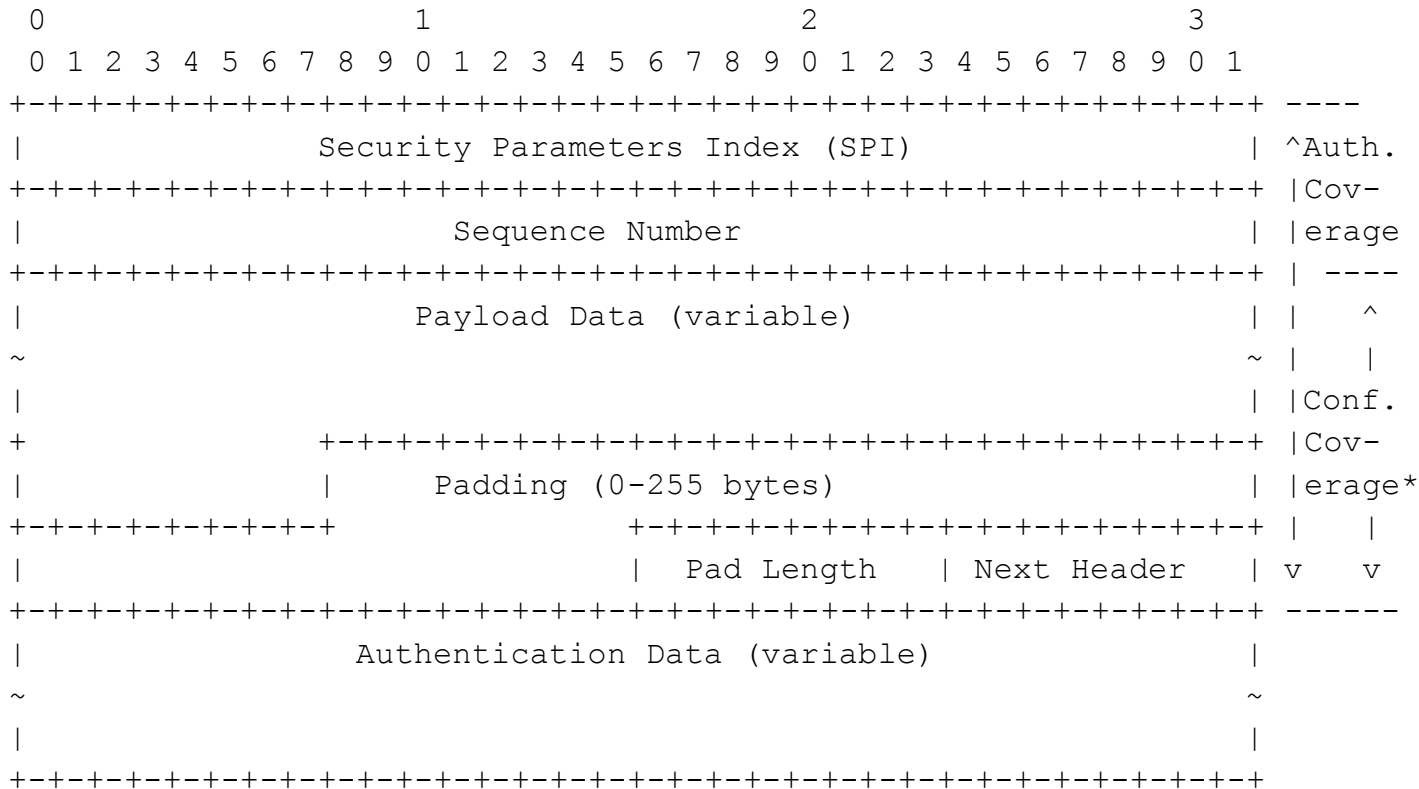 0                   1                   2                   3
 0 1 2 3 4 5 6 7 8 9 0 1 2 3 4 5 6 7 8 9 0 1 2 3 4 5 6 7 8 9 0 1
+-+-+-+-+-+-+-+-+-+-+-+-+-+-+-+-+-+-+-+-+-+-+-+-+-+-+-+-+-+-+-+-+ ----
|               Security Parameters Index (SPI)                 | ^Auth.
+-+-+-+-+-+-+-+-+-+-+-+-+-+-+-+-+-+-+-+-+-+-+-+-+-+-+-+-+-+-+-+-+ |Cov-
|                      Sequence Number                          | |erage
+-+-+-+-+-+-+-+-+-+-+-+-+-+-+-+-+-+-+-+-+-+-+-+-+-+-+-+-+-+-+-+-+ | ----
|                    Payload Data (variable)                    | |   ^
~                                                               ~ |   |
|                                                               | |Conf.
+               +-+-+-+-+-+-+-+-+-+-+-+-+-+-+-+-+-+-+-+-+-+-+-+-+ |Cov-
|               |     Padding (0-255 bytes)                     | |erage*
+-+-+-+-+-+-+-+-+               +-+-+-+-+-+-+-+-+-+-+-+-+-+-+-+-+ |   |
|                               |  Pad Length   | Next Header   | v   v
+-+-+-+-+-+-+-+-+-+-+-+-+-+-+-+-+-+-+-+-+-+-+-+-+-+-+-+-+-+-+-+-+ ------
|                 Authentication Data (variable)                |
~                                                               ~
|                                                               |
+-+-+-+-+-+-+-+-+-+-+-+-+-+-+-+-+-+-+-+-+-+-+-+-+-+-+-+-+-+-+-+-+